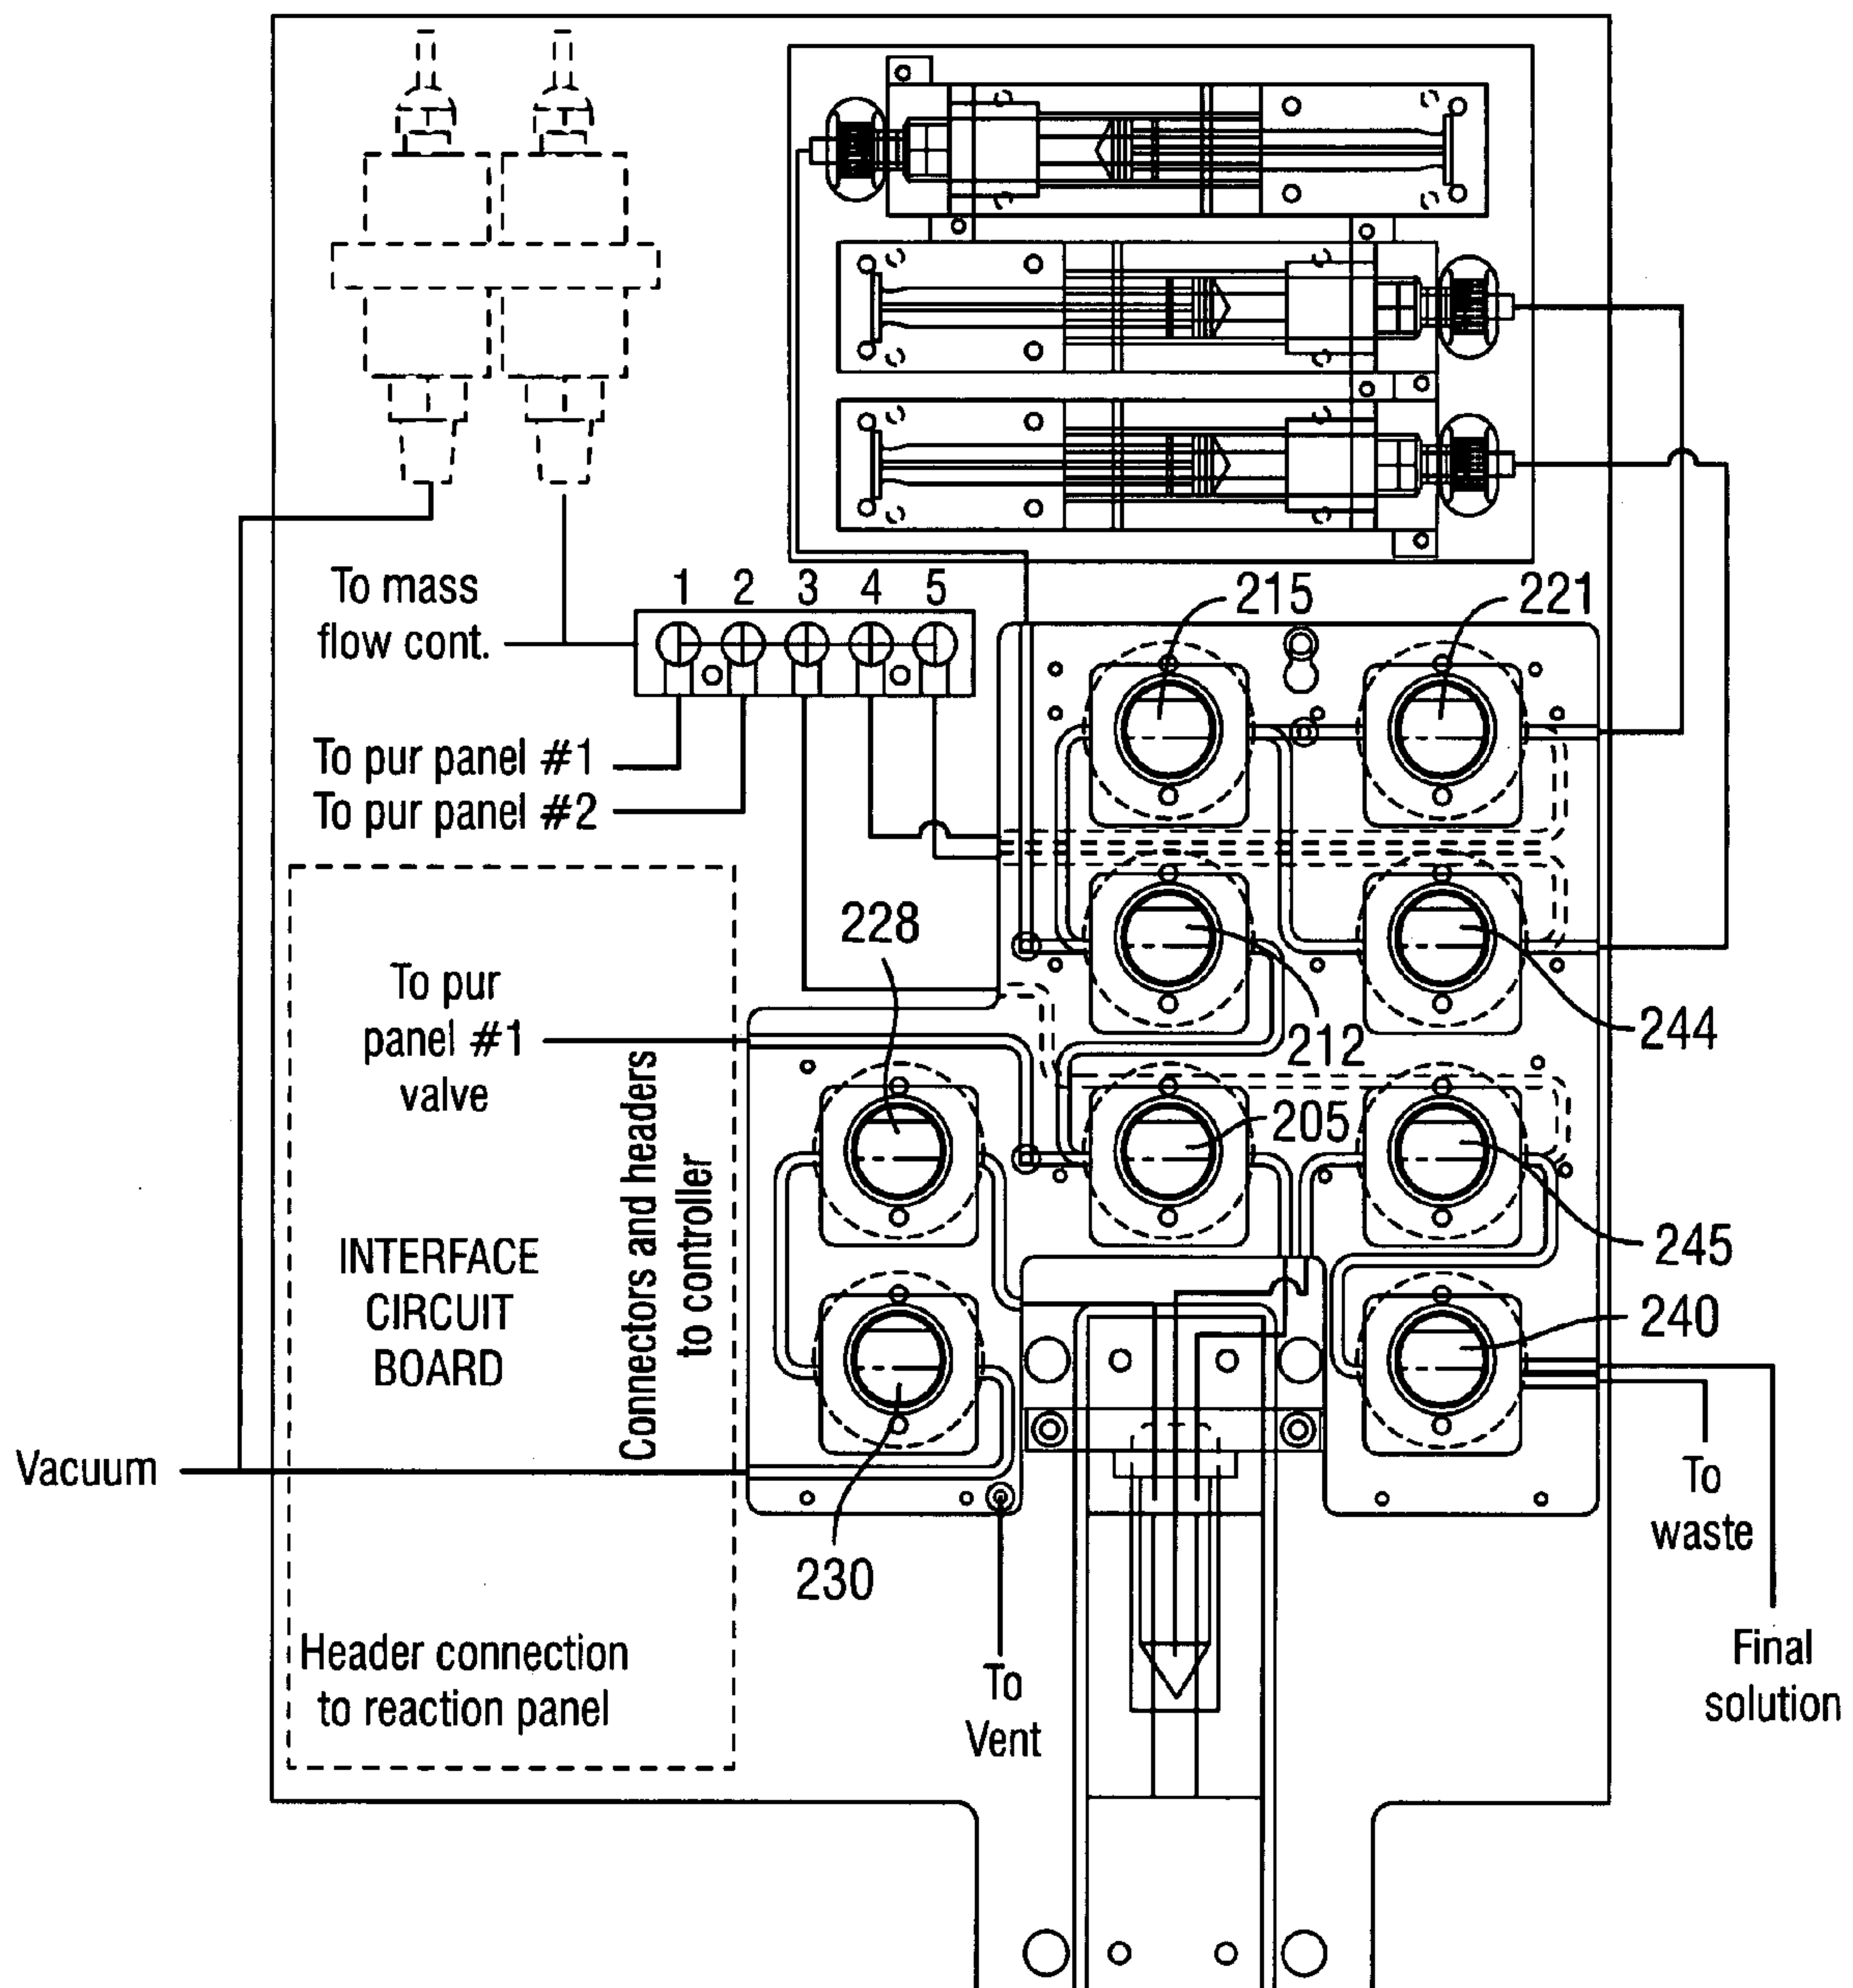 To mass
flow cont.
1 2 3 4 5
215
221
To pur panel #1
To pur panel #2
228
To pur
panel #1
valve
212
244
205
Connectors and headers
to controller
INTERFACE
CIRCUIT
BOARD
245
240
Vacuum
To
waste
230
Header connection
to reaction panel
To
Vent
Final
solution